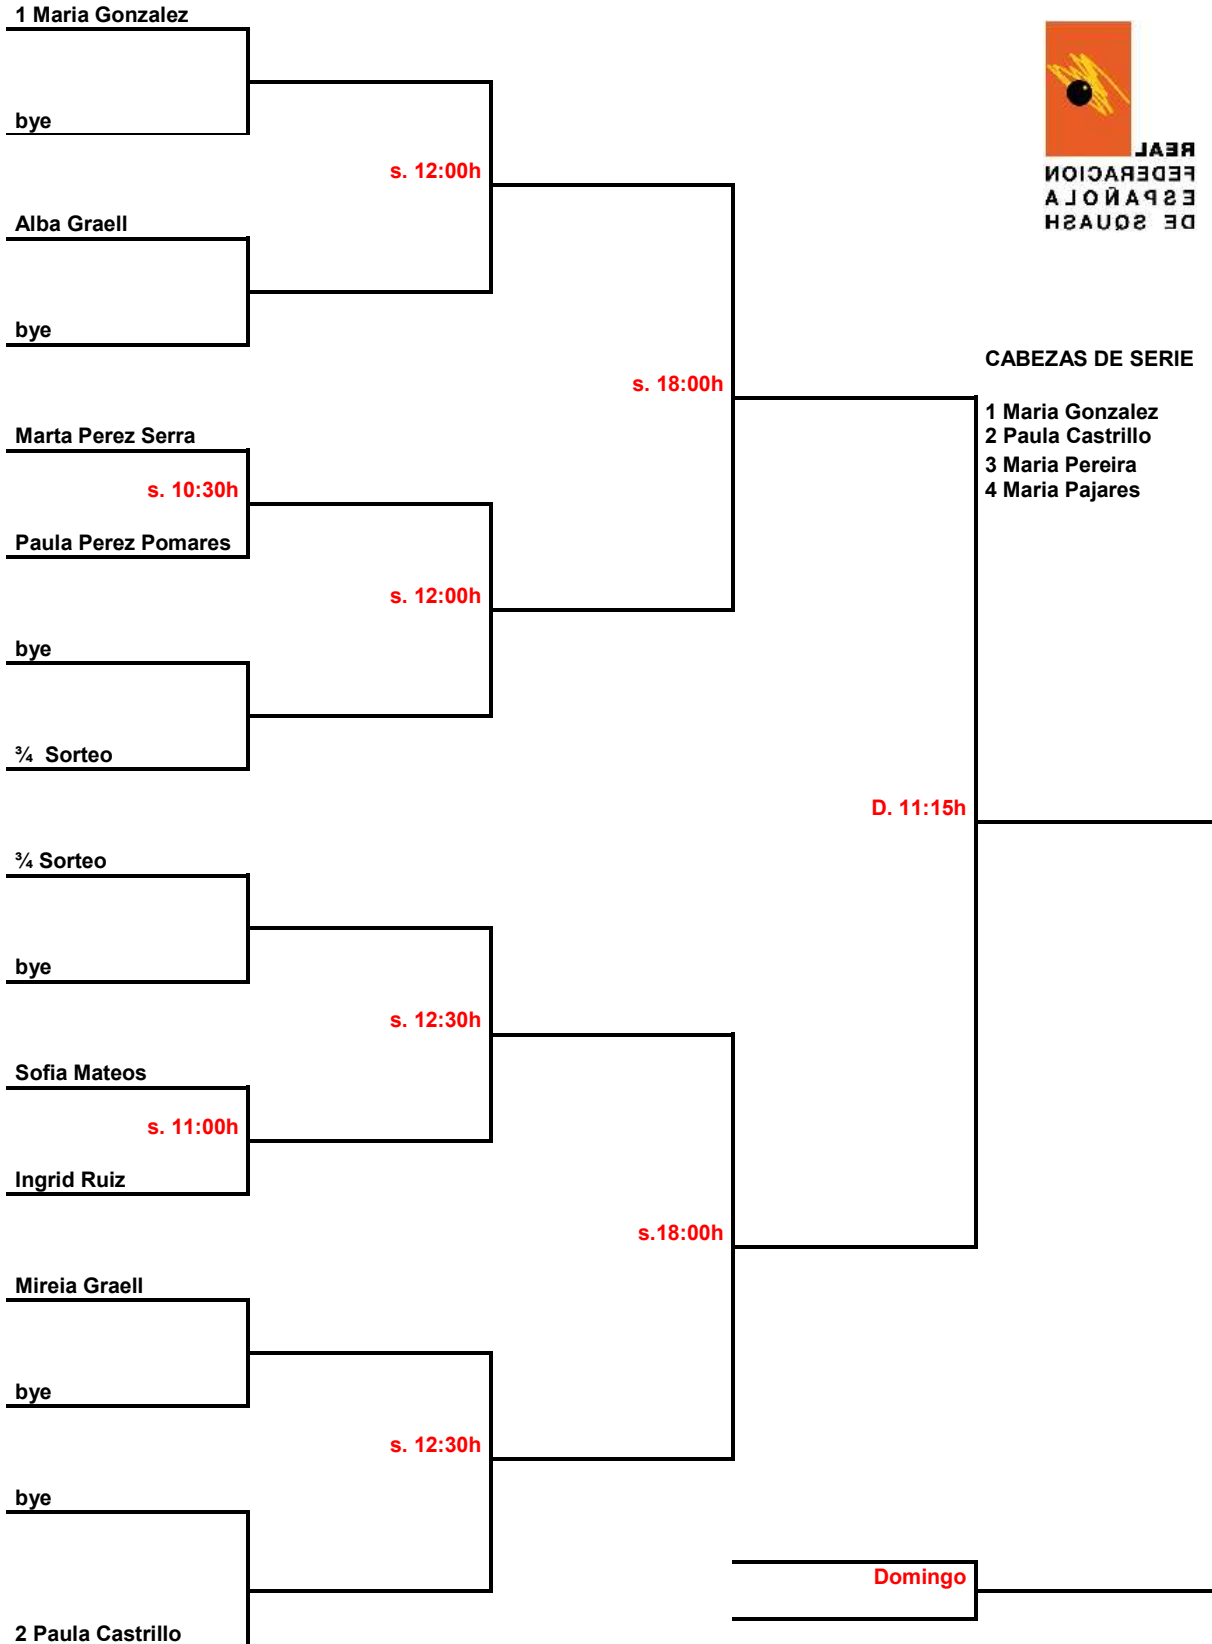 1 Maria Gonzalez
bye
s. 12:00h
Alba Graell
bye
s. 18:00h
Marta Perez Serra
s. 10:30h
Paula Perez Pomares
s. 12:00h
bye
¾ Sorteo
D. 11:15h
¾ Sorteo
bye
s. 12:30h
Sofia Mateos
s. 11:00h
Ingrid Ruiz
s.18:00h
Mireia Graell
bye
s. 12:30h
bye
2 Paula Castrillo
Domingo
REAL
FEDERACION
ESPAÑOLA
DE SQUASH
CABEZAS DE SERIE
1 Maria Gonzalez
2 Paula Castrillo
3 Maria Pereira
4 Maria Pajares